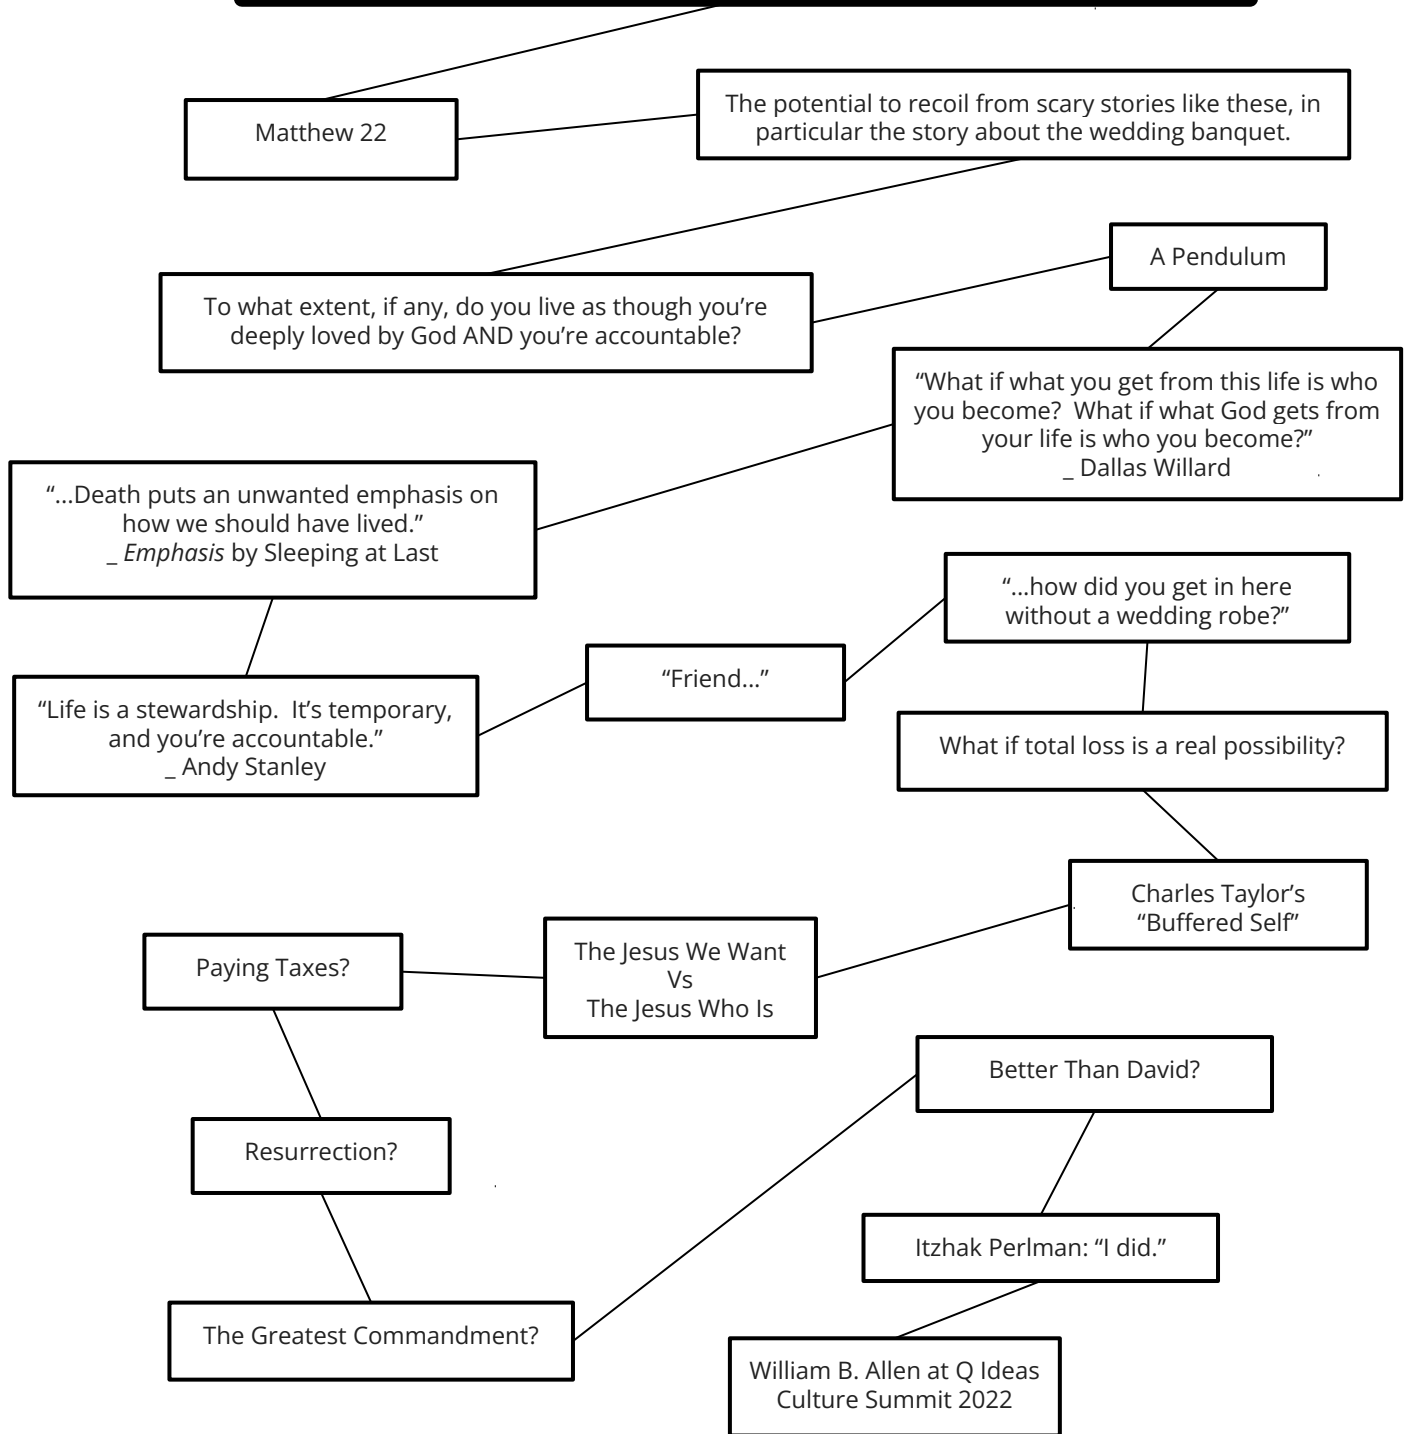 Matthew 22
The potential to recoil from scary stories like these, in
particular the story about the wedding banquet.
To what extent, if any, do you live as though you’re
deeply loved by God AND you’re accountable?
A Pendulum
“What if what you get from this life is who
you become?  What if what God gets from
your life is who you become?”
_ Dallas Willard
“…Death puts an unwanted emphasis on
how we should have lived.”
_ Emphasis by Sleeping at Last
“Life is a stewardship.  It’s temporary,
and you’re accountable.”
_ Andy Stanley
“Friend…”
“…how did you get in here
without a wedding robe?”
What if total loss is a real possibility?
Charles Taylor’s
“Buffered Self”
The Jesus We Want
Vs
The Jesus Who Is
Paying Taxes?
Resurrection?
The Greatest Commandment?
Better Than David?
Itzhak Perlman: “I did.”
William B. Allen at Q Ideas
Culture Summit 2022